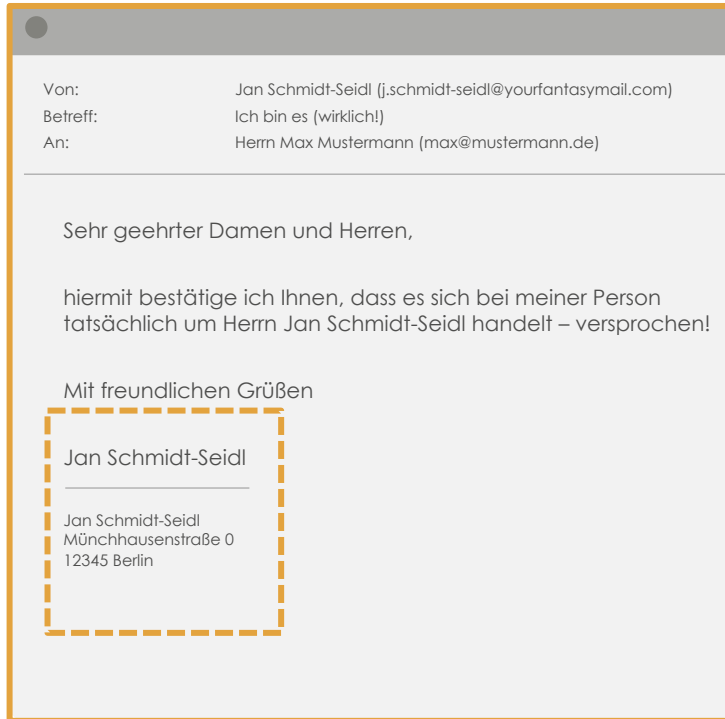 Von: Jan Schmidt-Seidl (j.schmidt-seidl@yourfantasymail.com)
Betreff: Ich bin es (wirklich!)
An: Herrn Max Mustermann (max@mustermann.de)
Sehr geehrter Damen und Herren,
hiermit bestätige ich Ihnen, dass es sich bei meiner Person
tatsächlich um Herrn Jan Schmidt-Seidl handelt – versprochen!
Mit freundlichen Grüßen
Jan Schmidt-Seidl
Jan Schmidt-Seidl
Münchhausenstraße 0
12345 Berlin